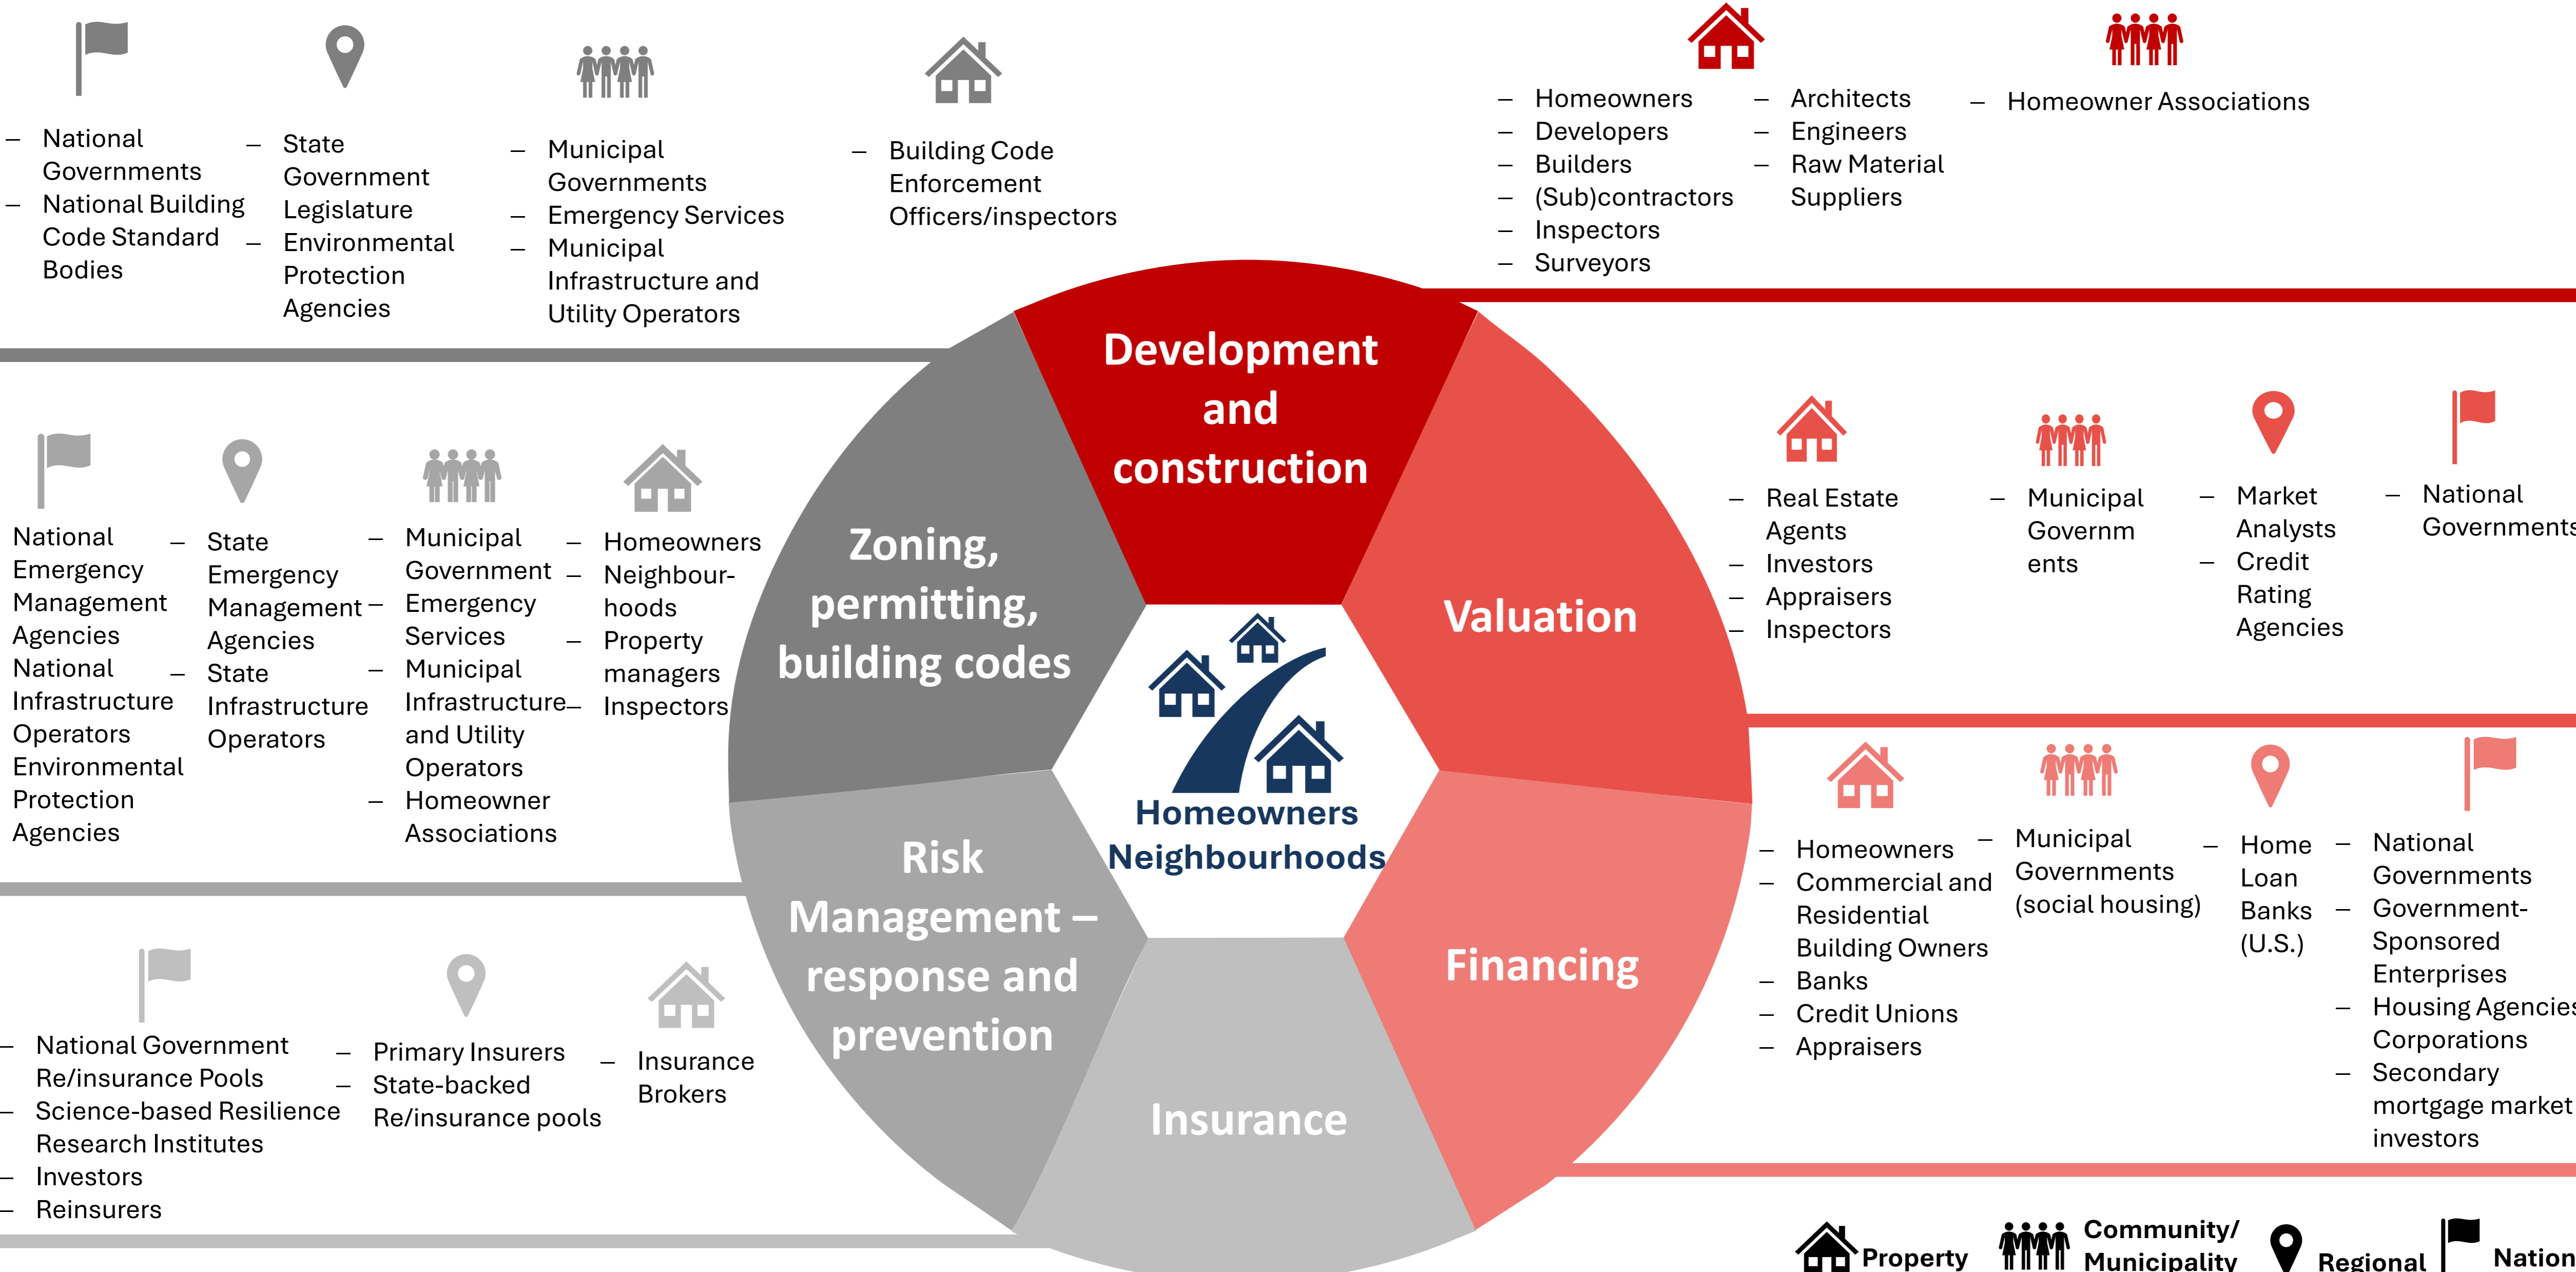 – National
Governments
– National Building
Code Standard
Bodies
– State
Government
Legislature
– Environmental
Protection
Agencies
– Municipal
Governments
– Emergency Services
– Municipal
Infrastructure and
Utility Operators
– Building Code
Enforcement
Officers/inspectors
– Homeowners
– Developers
– Builders
– (Sub)contractors
– Inspectors
– Surveyors
– Architects
– Engineers
– Raw Material
Suppliers
– Homeowner Associations
Development
and
construction
Zoning,
permitting,
building codes
Valuation
Risk
Management –
response and
prevention
Financing
Insurance
Homeowners
Neighbourhoods
National
Emergency
Management
Agencies
National
Infrastructure
Operators
Environmental
Protection
Agencies
– State
Emergency
Management
Agencies
– State
Infrastructure
Operators
– Municipal
Government
– Emergency
Services
– Municipal
Infrastructure
and Utility
Operators
– Homeowner
Associations
– Homeowners
– Neighbour-
hoods
– Property
managers
– Inspectors
– Real Estate
Agents
– Investors
– Appraisers
– Inspectors
– Municipal
Governm
ents
– Market
Analysts
– Credit
Rating
Agencies
– National
Governments
– National Government
Re/insurance Pools
– Science-based Resilience
Research Institutes
– Investors
– Reinsurers
– Primary Insurers
– State-backed
Re/insurance pools
– Insurance
Brokers
– Homeowners
– Commercial and
Residential
Building Owners
– Banks
– Credit Unions
– Appraisers
– Municipal
Governments
(social housing)
– Home
Loan
Banks
(U.S.)
– National
Governments
– Government-
Sponsored
Enterprises
– Housing Agencies
Corporations
– Secondary
mortgage market
investors
Property
Community/
Municipality
Regional
Nation